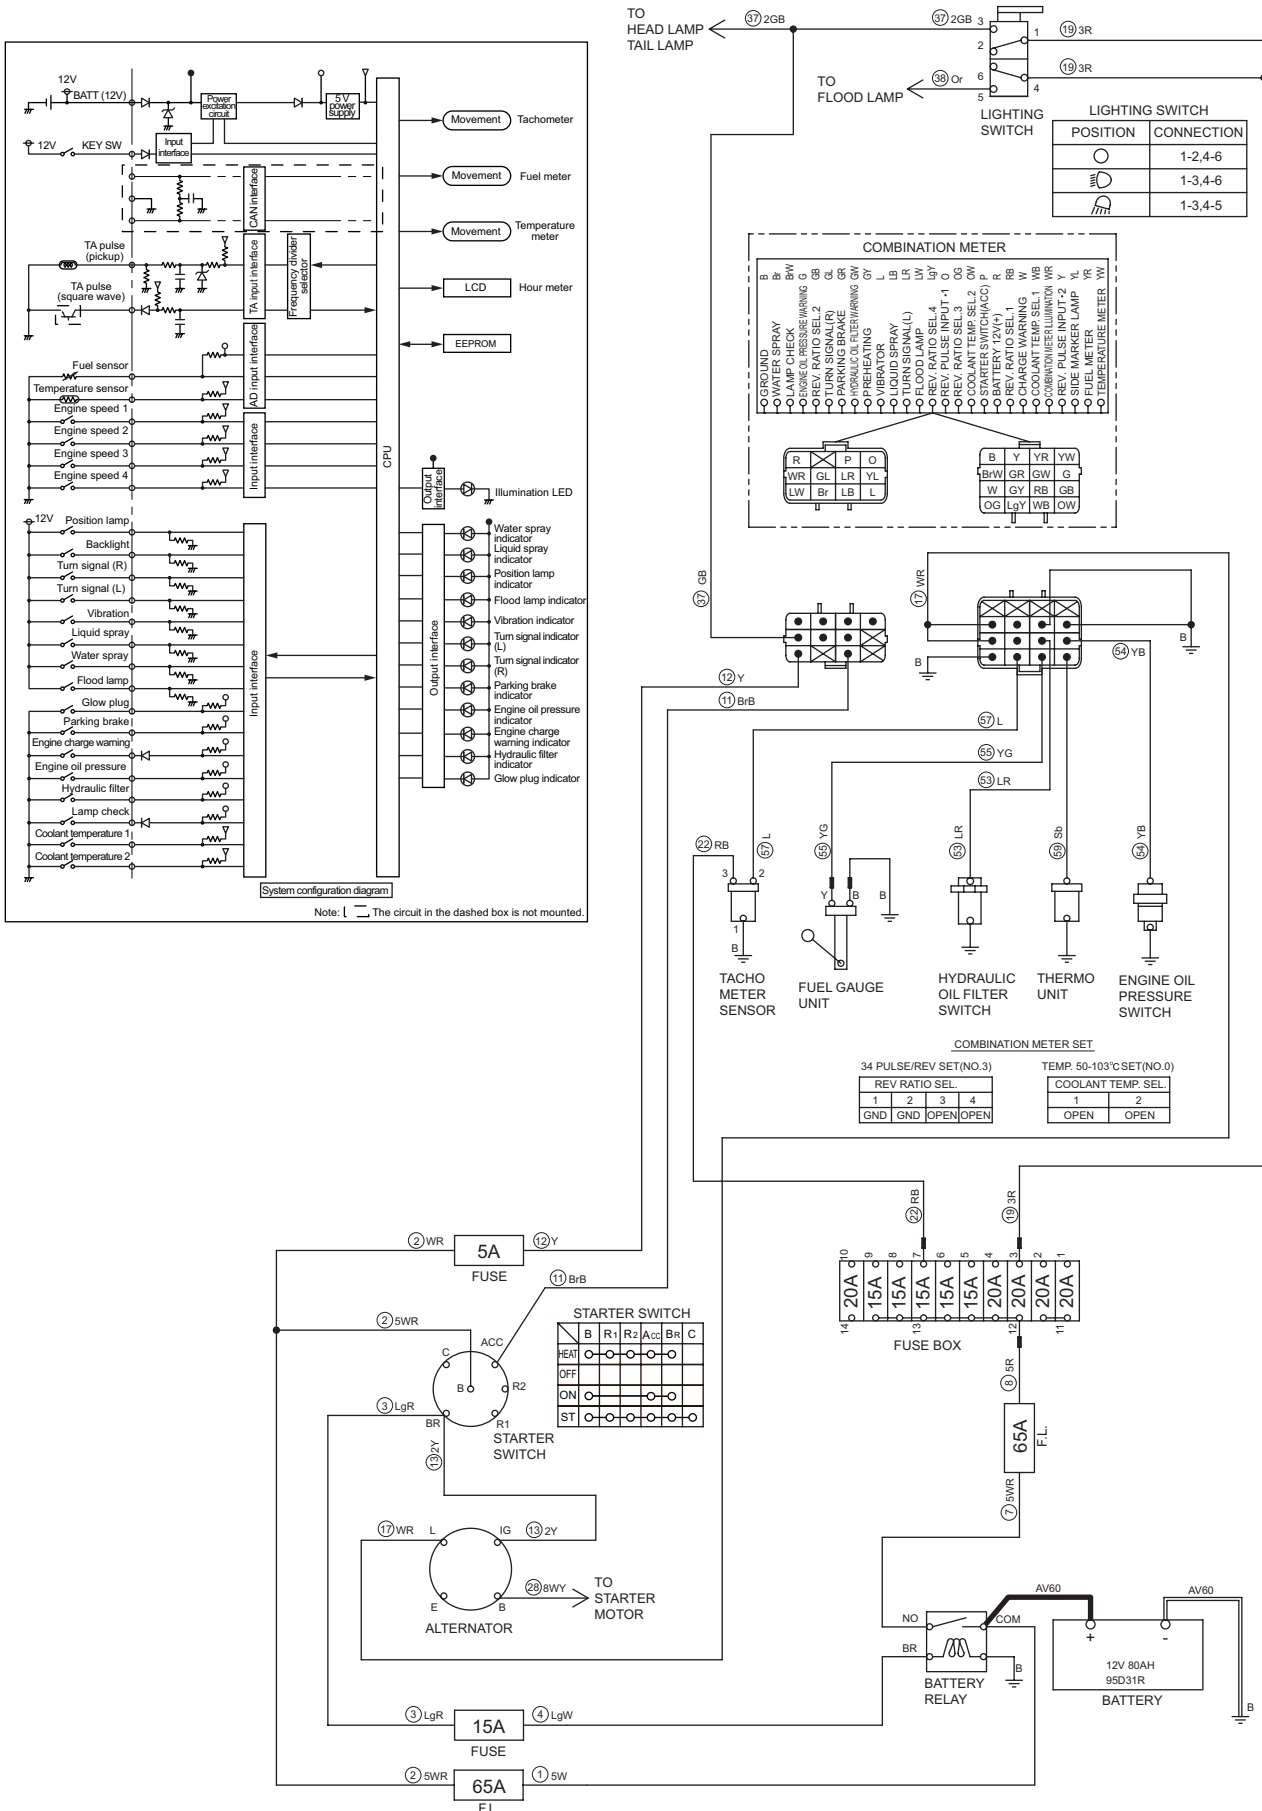 12V
BATT (12V)
Power excitation circuit
5 V power supply
12V
KEY SW
Input interface
CAN interface
TA pulse (pickup)
TA pulse (square wave)
TA input interface
Frequency divider selector
Fuel sensor
Temperature sensor
AD input interface
Engine speed 1
Engine speed 2
Engine speed 3
Engine speed 4
Input interface
CPU
Movement Tachometer
Movement Fuel meter
Movement Temperature meter
LCD Hour meter
EEPROM
Output interface
Illumination LED
12V
Position lamp
Backlight
Turn signal (R)
Turn signal (L)
Vibration
Liquid spray
Water spray
Flood lamp
Glow plug
Parking brake
Engine charge warning
Engine oil pressure
Hydraulic filter
Lamp check
Coolant temperature 1
Coolant temperature 2
Input interface
Output interface
Water spray indicator
Liquid spray indicator
Position lamp indicator
Flood lamp indicator
Vibration indicator
Turn signal indicator (L)
Turn signal indicator (R)
Parking brake indicator
Engine oil pressure indicator
Engine charge warning indicator
Hydraulic filter indicator
Glow plug indicator
System configuration diagram
Note: The circuit in the dashed box is not mounted.
TO
HEAD LAMP
TAIL LAMP
37 2GB
37 2GB
3
2
1
19 3R
TO
FLOOD LAMP
38 Or
6
5
4
19 3R
LIGHTING
SWITCH
LIGHTING SWITCH
POSITION CONNECTION
1-2,4-6
1-3,4-6
1-3,4-5
COMBINATION METER
GROUND B
WATER SPRAY Br
LAMP CHECK BrW
ENGINE OIL PRESSURE WARNING G
REV. RATIO SEL.2 GB
TURN SIGNAL(R) GL
PARKING BRAKE GR
HYDRAULIC OIL FILTER WARNING GW
PREHEATING GY
VIBRATOR L
LIQUID SPRAY LB
TURN SIGNAL(L) LR
FLOOD LAMP LW
REV. RATIO SEL.4 LgY
REV. PULSE INPUT -1 O
REV. RATIO SEL.3 OG
COOLANT TEMP. SEL.2 OW
STARTER SWITCH(ACC) P
BATTERY 12V(+) R
REV. RATIO SEL.1 RB
CHARGE WARNING W
COOLANT TEMP. SEL.1 WB
COMBINATION METER ILLUMINATION WR
REV. PULSE INPUT -2 Y
SIDE MARKER LAMP YL
FUEL METER YR
TEMPERATURE METER YW
R P O
WR GL LR YL
LW Br LB L
B Y YR YW
BrW GR GW G
W GY RB GB
OG LgY WB OW
37 GB
17 WR
B
B
54 YB
12 Y
11 BrB
57 L
55 YG
53 LR
22 RB
57 L
55 YG
53 LR
59 Sb
54 YB
3 2
1
B
Y B B
TACHO
METER
SENSOR
FUEL GAUGE
UNIT
HYDRAULIC
OIL FILTER
SWITCH
THERMO
UNIT
ENGINE OIL
PRESSURE
SWITCH
COMBINATION METER SET
34 PULSE/REV SET(NO.3)
REV RATIO SEL.
1 2 3 4
GND GND OPEN OPEN
TEMP. 50-103°C SET(NO.0)
COOLANT TEMP. SEL.
1 2
OPEN OPEN
22 RB
19 3R
10 9 8 7 6 5 4 3 2 1
20A 15A 15A 15A 15A 15A 20A 20A 20A 20A
14 13 12 11
FUSE BOX
8 5R
65A
F.L.
7 5WR
2 WR
5A
FUSE
12 Y
11 BrB
2 5WR
C
ACC
B
R2
BR
R1
STARTER
SWITCH
3 LgR
13 2Y
STARTER SWITCH
B R1 R2 ACC BR C
HEAT
OFF
ON
ST
17 WR
L
IG
13 2Y
E
B
28 8WY
TO
STARTER
MOTOR
ALTERNATOR
NO
COM
BR
B
BATTERY
RELAY
AV60
AV60
+ -
12V 80AH
95D31R
BATTERY
B
3 LgR
15A
FUSE
4 LgW
2 5WR
65A
F.L.
1 5W